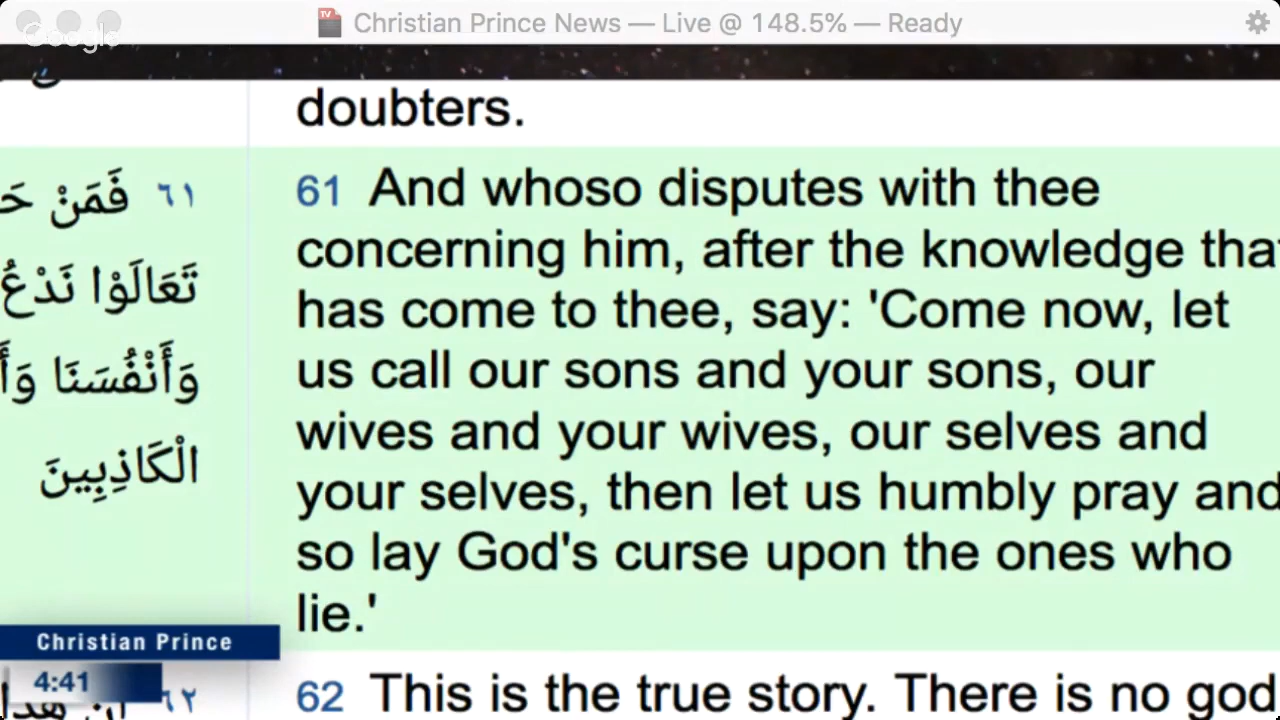 Christian Prince News — Live @ 148.5% — Ready
Google
doubters.
٦١ فَمَنْ
تَعَالَوْا نَدْعُ
وَأَنْفُسَنَا
الْكَاذِبِينَ
61 And whoso disputes with thee
concerning him, after the knowledge tha
has come to thee, say: 'Come now, let
us call our sons and your sons, our
wives and your wives, our selves and
your selves, then let us humbly pray and
so lay God's curse upon the ones who
lie.'
Christian Prince
4:41
٦٢
62 This is the true story. There is no god